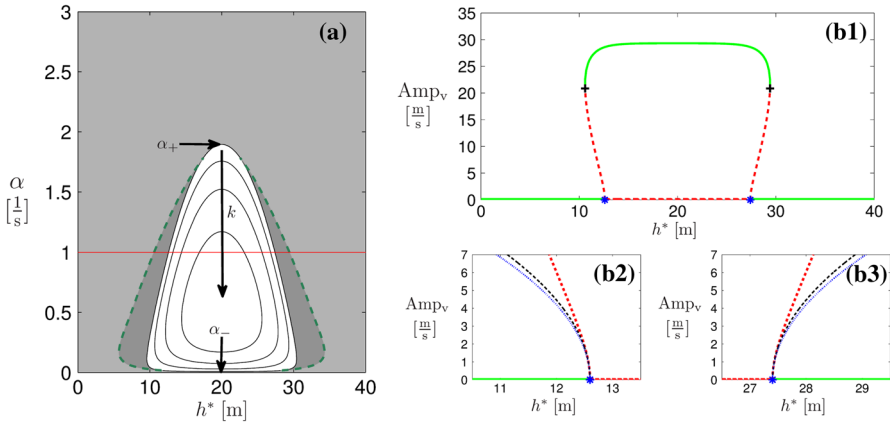 (a)
3
2.5
2
1.5
1
0.5
0
α
[1/s]
α₊
k
α₋
0 10 20 30 40
h* [m]
(b1)
35
30
25
20
15
10
5
0
Ampᵥ
[m/s]
0 10 20 30 40
h* [m]
(b2)
7
6
5
4
3
2
1
0
Ampᵥ
[m/s]
11 12 13
h* [m]
(b3)
7
6
5
4
3
2
1
0
Ampᵥ
[m/s]
27 28 29
h* [m]